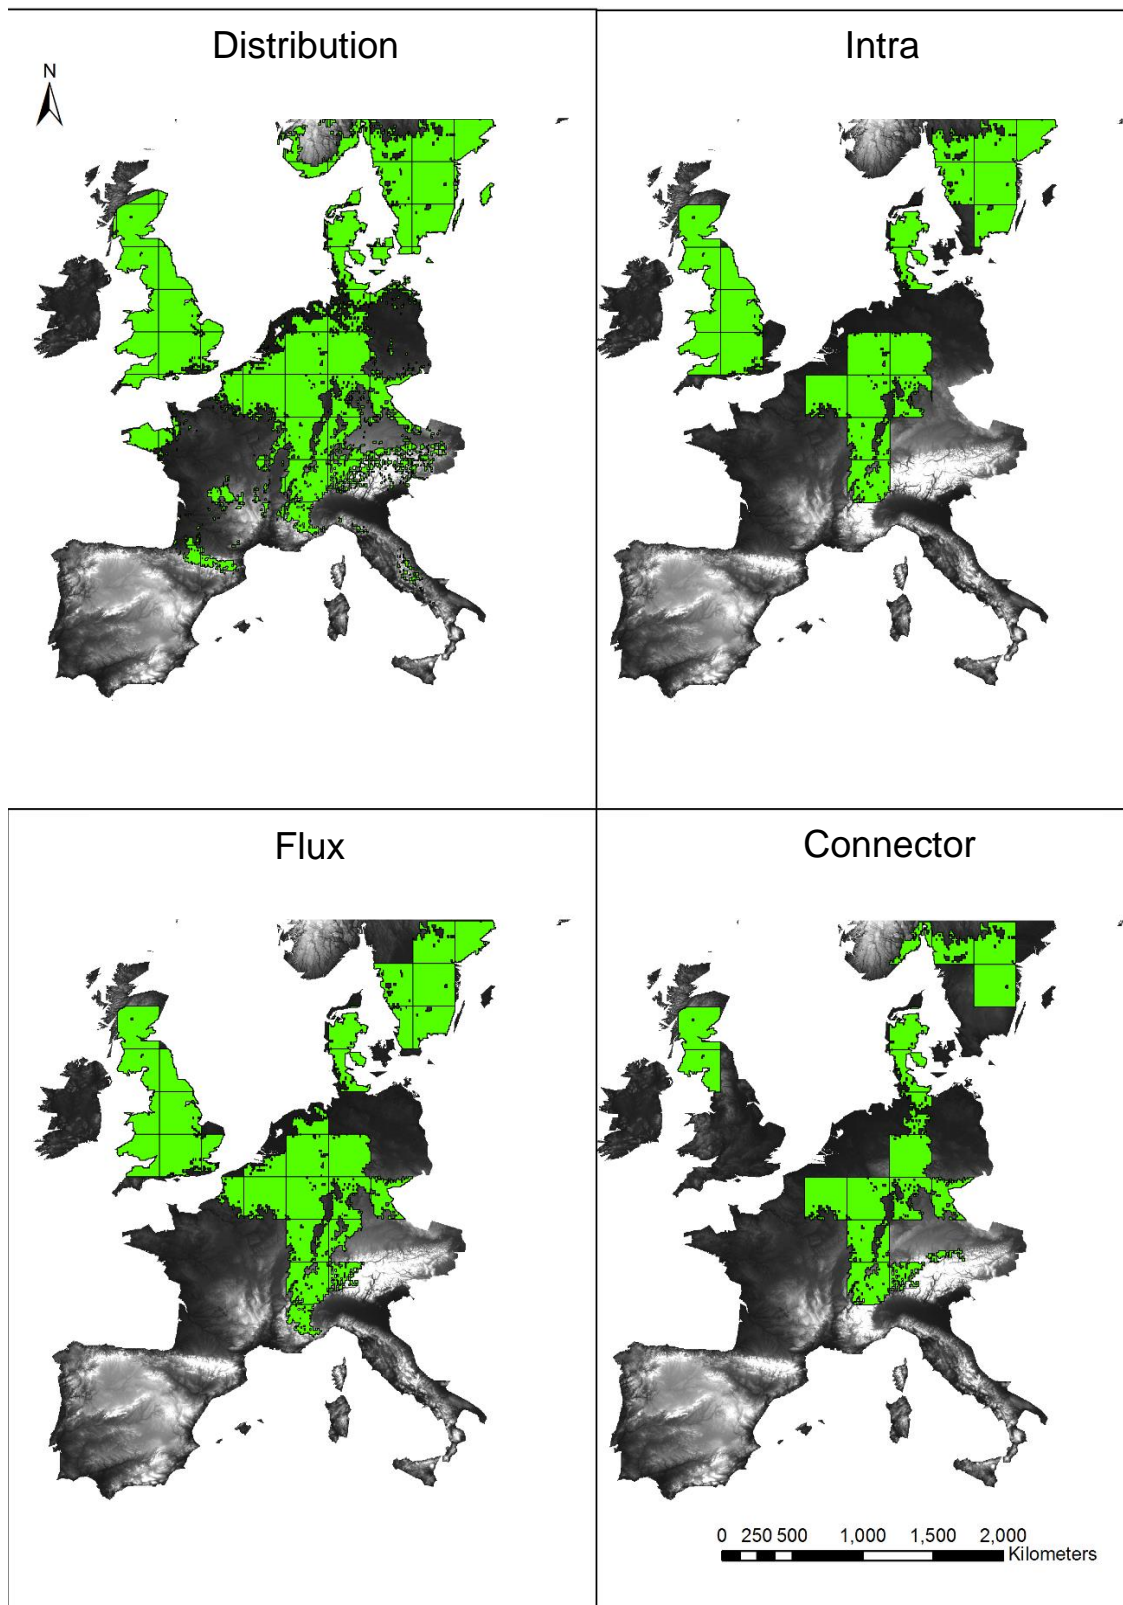 Distribution
Intra
N
Flux
Connector
0 250 500 1,000 1,500 2,000
Kilometers